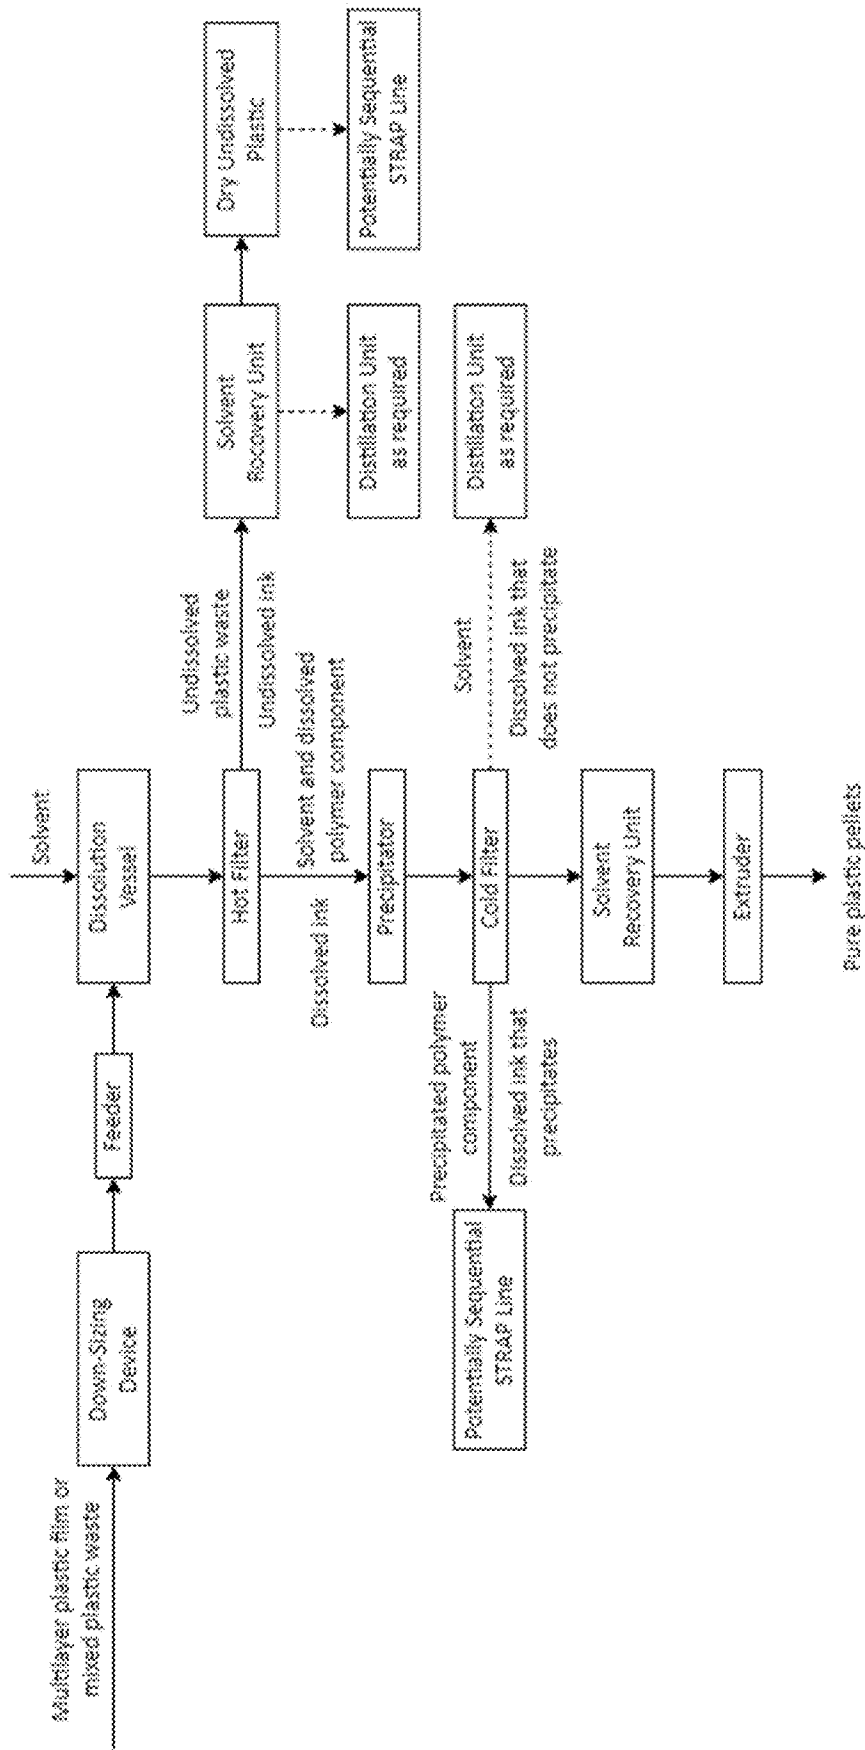 Multilayer plastic film or
mixed plastic waste
Down-Sizing
Device
Feeder
Solvent
Dissolution
Vessel
Hot Filter
Undissolved
plastic waste
Undissolved ink
Solvent
Rocovery Unit
Dry Undissolved
Plastic
Distillation Unit
as required
Potentially Sequential
STRAP Line
Dissolved ink
Solvent and dissolved
polymer component
Precipitator
Cold Filter
Precipitated polymer
component
Dissolved ink that
precipitates
Potentially Sequential
STRAP Line
Solvent
Dissolved ink that
does not precipitate
Distillation Unit
as required
Solvent
Recovery Unit
Extruder
Pure plastic pellets